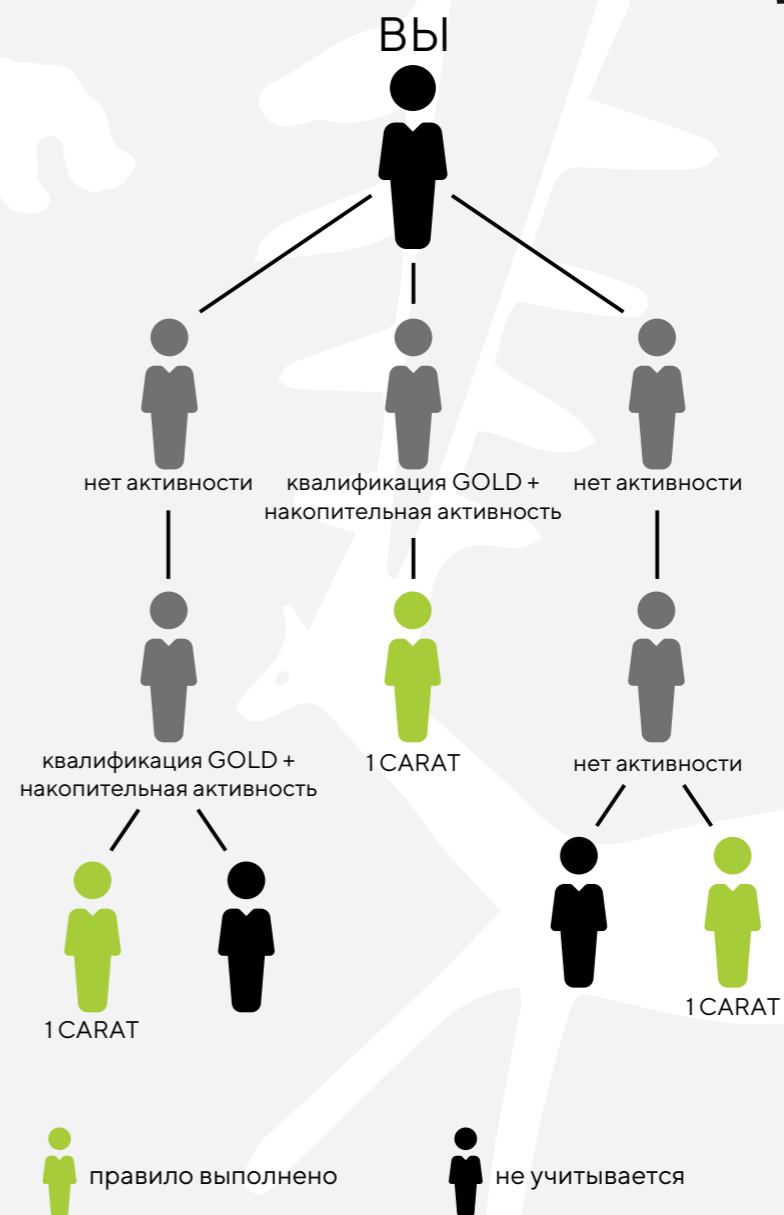 ВЫ
нет активности
квалификация GOLD +
накопительная активность
нет активности
квалификация GOLD +
накопительная активность
1 CARAT
нет активности
1 CARAT
1 CARAT
правило выполнено
не учитывается